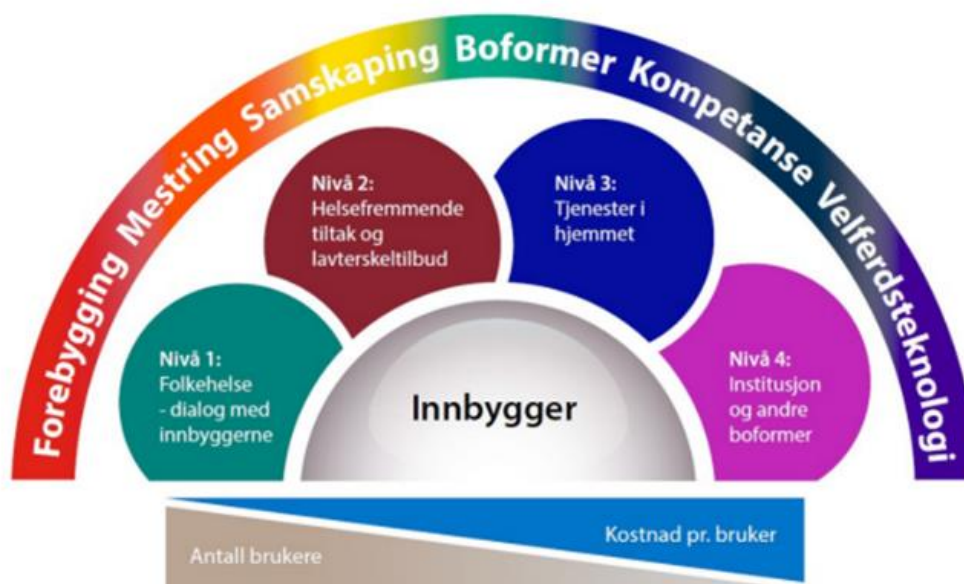 Forebygging Mestring Samskaping Boformer Kompetanse Velferdsteknologi
Nivå 1:
Folkehelse
- dialog med
innbyggerne
Nivå 2:
Helsefremmende
tiltak og
lavterskeltilbud
Nivå 3:
Tjenester i
hjemmet
Nivå 4:
Institusjon
og andre
boformer
Innbygger
Kostnad pr. bruker
Antall brukere